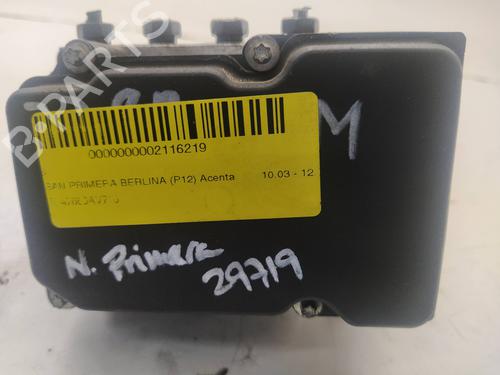 B-PARTS
M
0000000002116219
SAN PRIMERA BERLINA (P12) Acenta 10.03 - 12
N. Primera
29719